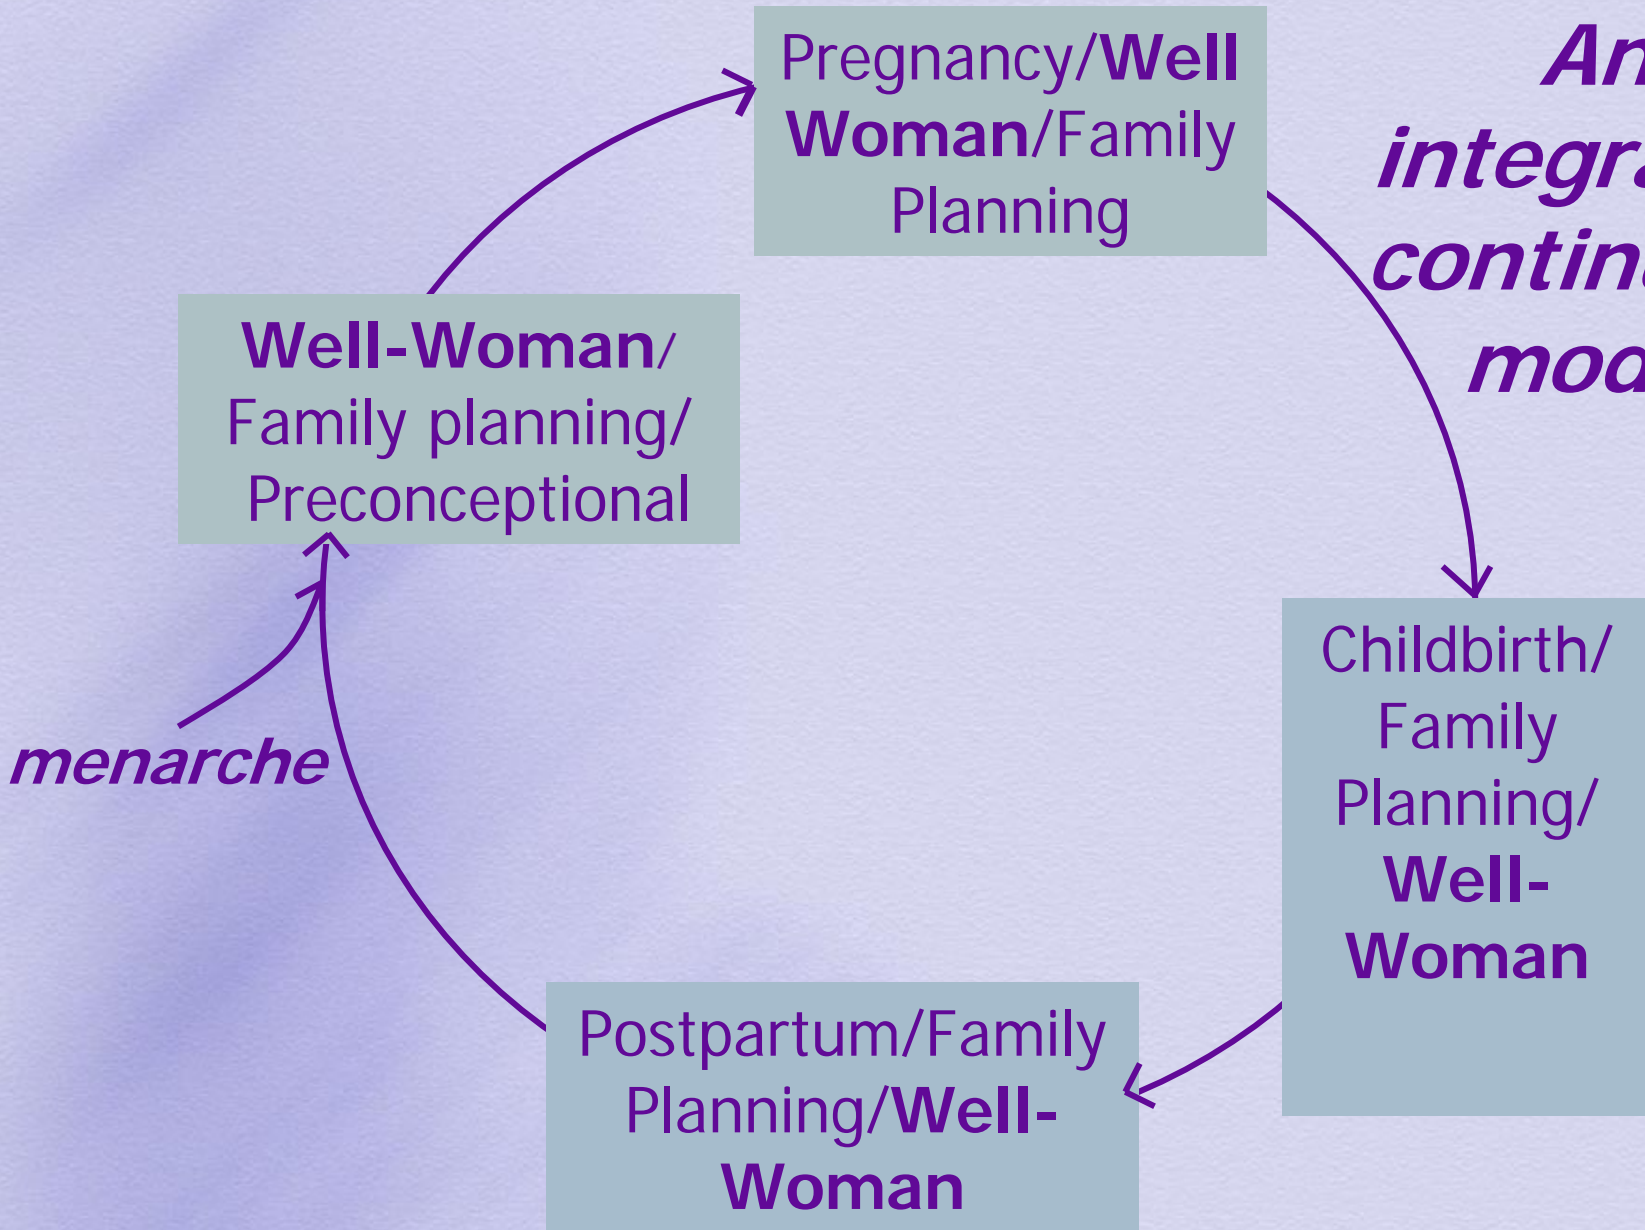 Pregnancy/Well
Woman/Family
Planning
An
Well-Woman/
Family planning/
Preconceptional
menarche
Childbirth/
Family
Planning/
Well-
Woman
Postpartum/Family
Planning/Well-
Woman